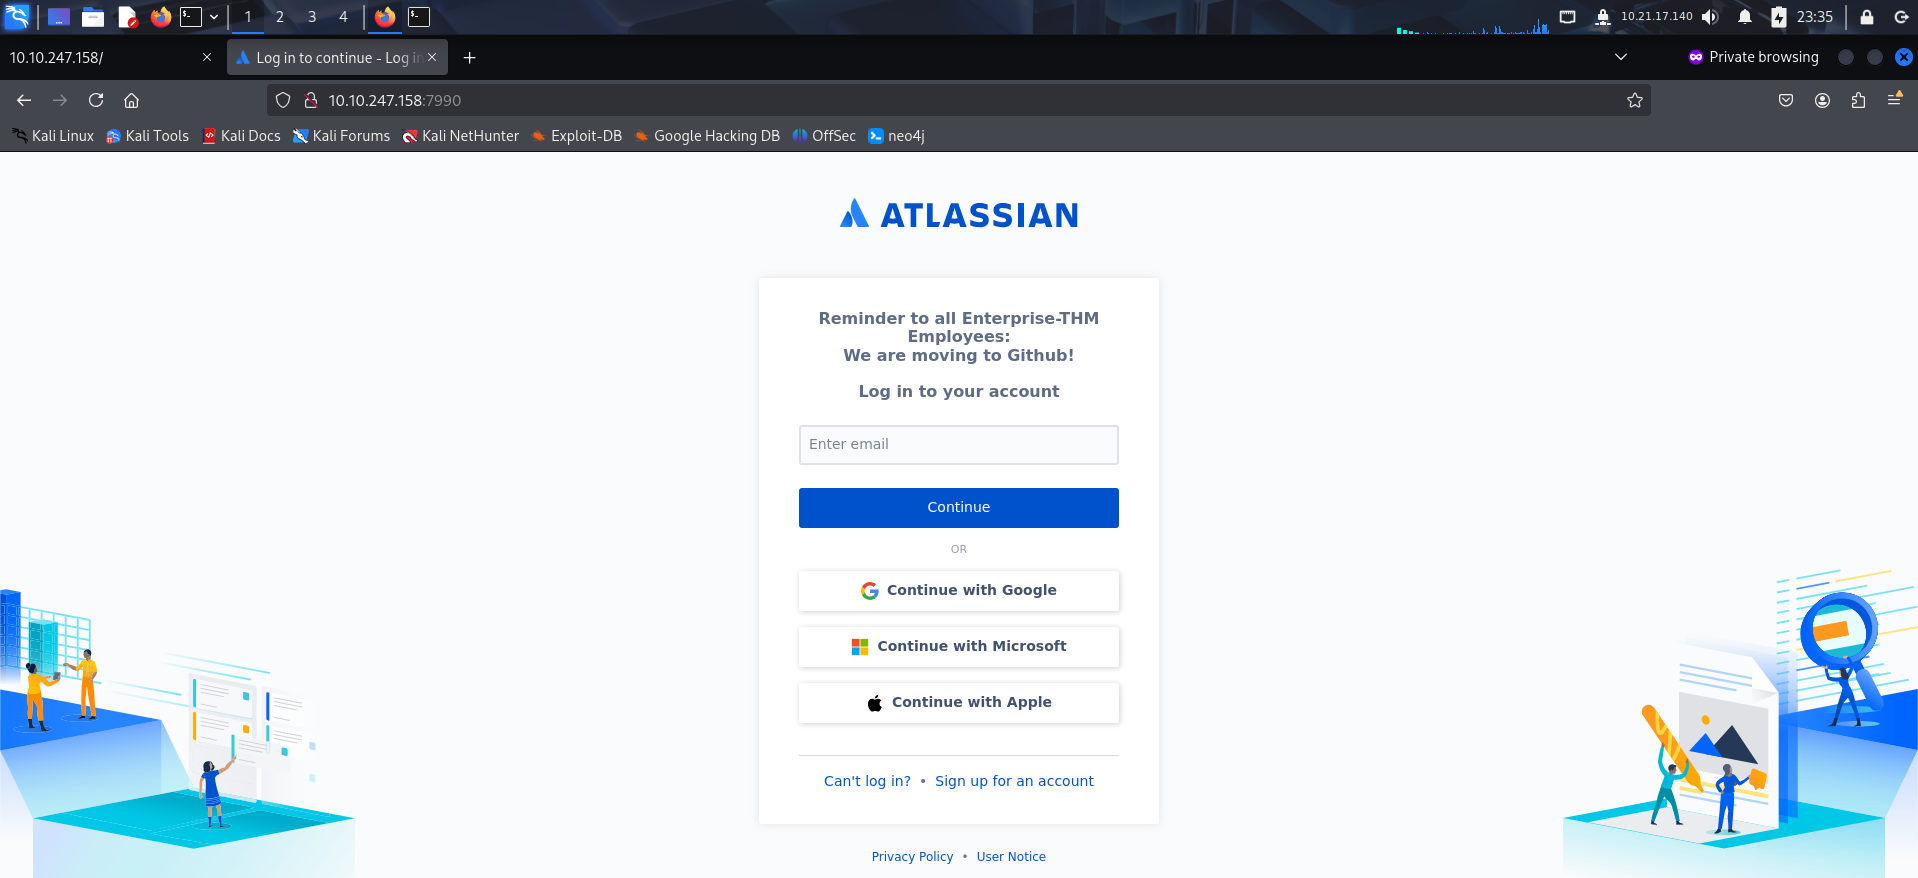 1 2 3 4 10.21.17.140 23:35
10.10.247.158/ Log in to continue - Log in Private browsing
10.10.247.158:7990
Kali Linux Kali Tools Kali Docs Kali Forums Kali NetHunter Exploit-DB Google Hacking DB OffSec neo4j
ATLASSIAN
Reminder to all Enterprise-THM
Employees:
We are moving to Github!
Log in to your account
Enter email
Continue
OR
Continue with Google
Continue with Microsoft
Continue with Apple
Can't log in? • Sign up for an account
Privacy Policy • User Notice